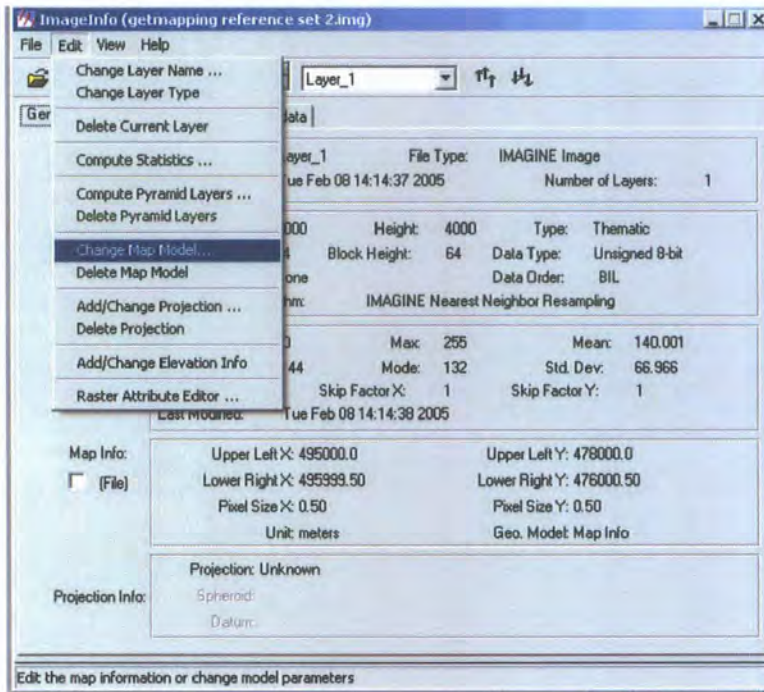 ImageInfo (getmapping reference set 2.img)
File Edit View Help
Change Layer Name ...
Change Layer Type
Delete Current Layer
Compute Statistics ...
Compute Pyramid Layers ...
Delete Pyramid Layers
Change Map Model...
Delete Map Model
Add/Change Projection ...
Delete Projection
Add/Change Elevation Info
Raster Attribute Editor ...
Layer_1
Ger
data
ayer_1 File Type: IMAGINE Image
ue Feb 08 14:14:37 2005 Number of Layers: 1
000 Height: 4000 Type: Thematic
4 Block Height: 64 Data Type: Unsigned 8-bit
one Data Order: BIL
hm: IMAGINE Nearest Neighbor Resampling
0 Max: 255 Mean: 140.001
44 Mode: 132 Std. Dev: 66.966
Skip Factor X: 1 Skip Factor Y: 1
Last Modified: Tue Feb 08 14:14:38 2005
Map Info: Upper Left X: 495000.0 Upper Left Y: 478000.0
(File) Lower Right X: 495999.50 Lower Right Y: 476000.50
Pixel Size X: 0.50 Pixel Size Y: 0.50
Unit: meters Geo. Model: Map Info
Projection: Unknown
Projection Info: Spheroid:
Datum:
Edit the map information or change model parameters